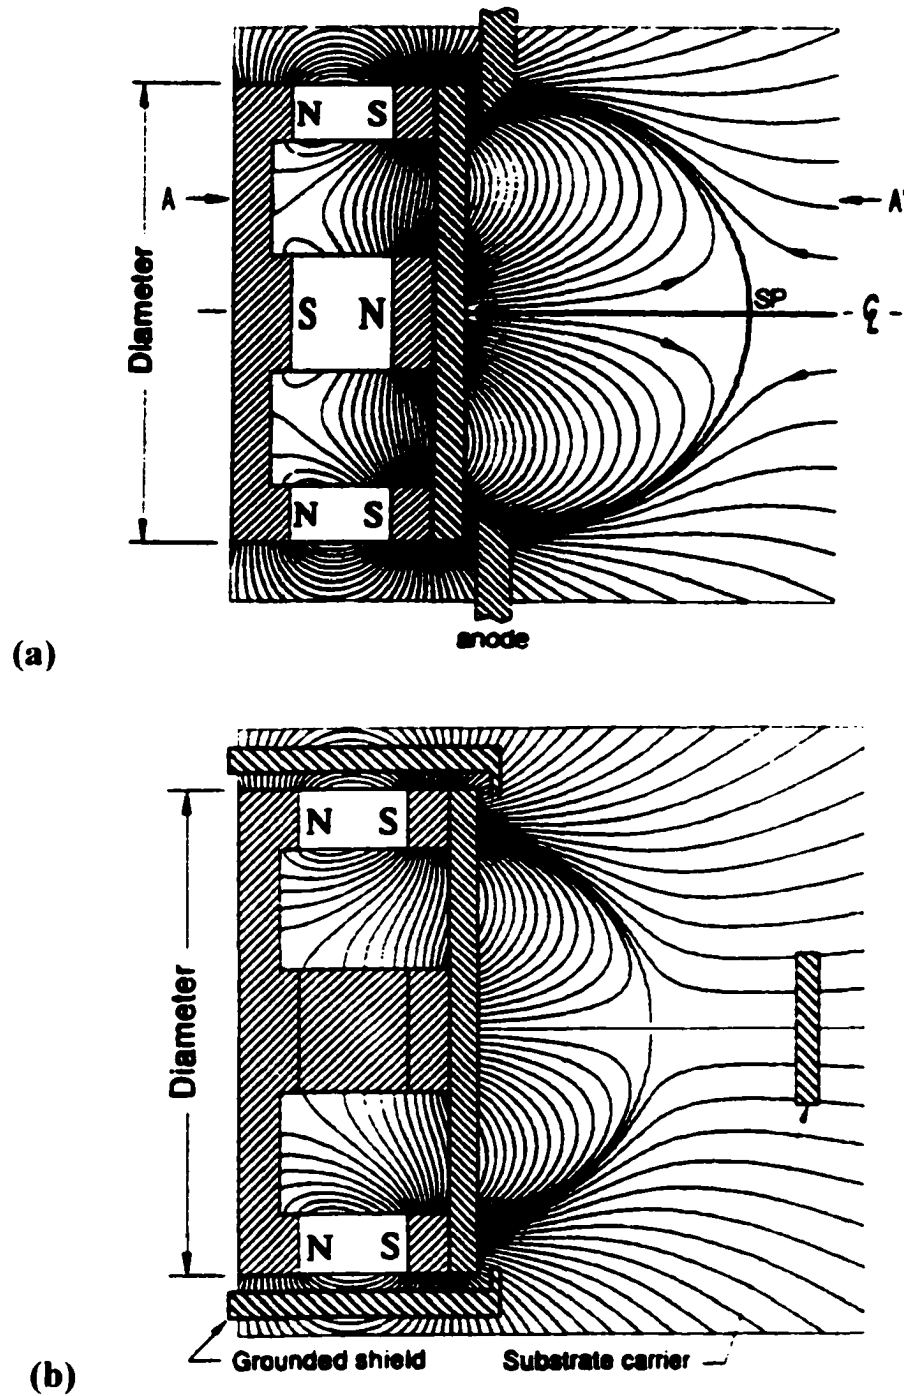 N S
A
A'
Diameter
S N
SP
℄
N S
anode
(a)
N S
Diameter
N S
Grounded shield
Substrate carrier
(b)